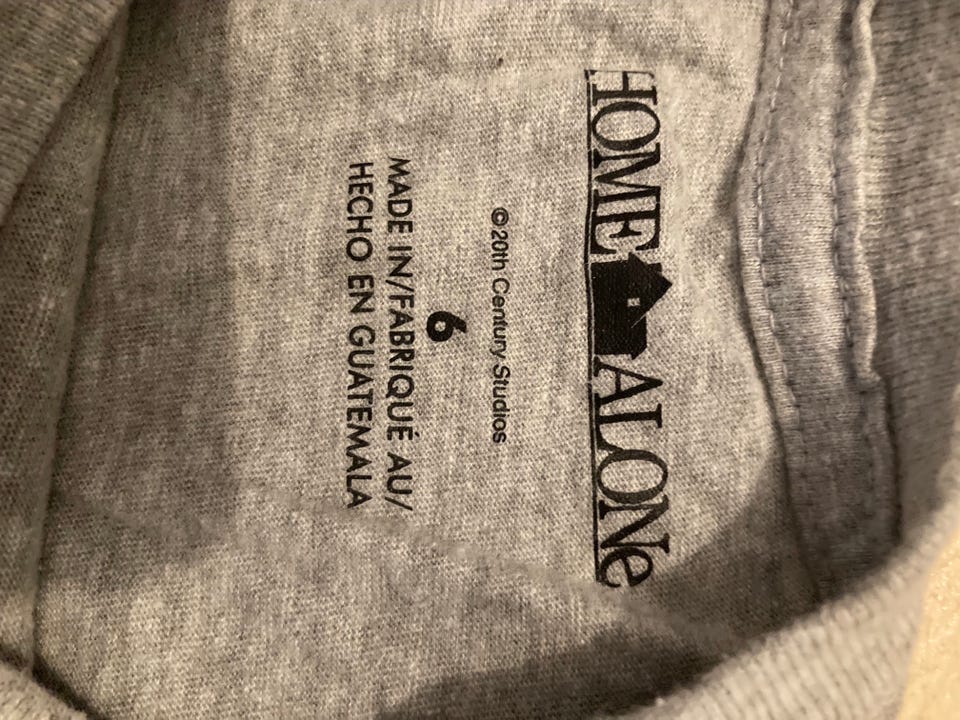 HOME ALONe
©20th Century Studios
6
MADE IN/FABRIQUÉ AU/
HECHO EN GUATEMALA